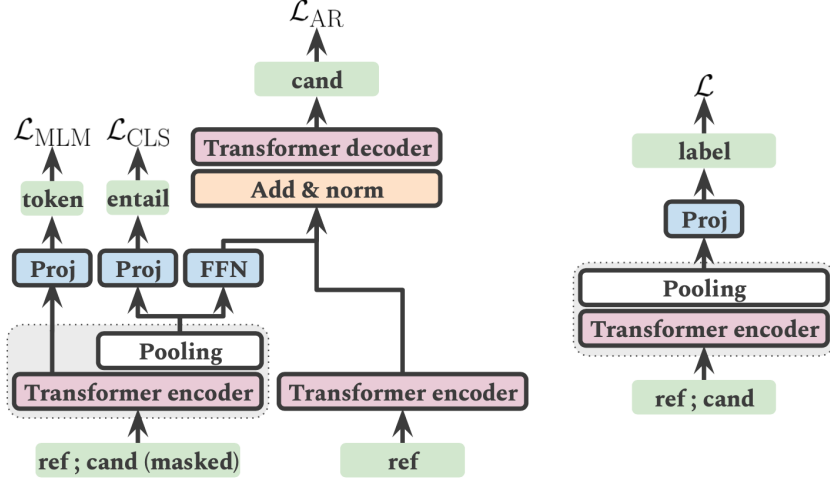 ℒAR
cand
Transformer decoder
Add & norm
ℒMLM ℒCLS
token entail
Proj Proj FFN
Pooling
Transformer encoder Transformer encoder
ref ; cand (masked) ref
ℒ
label
Proj
Pooling
Transformer encoder
ref ; cand